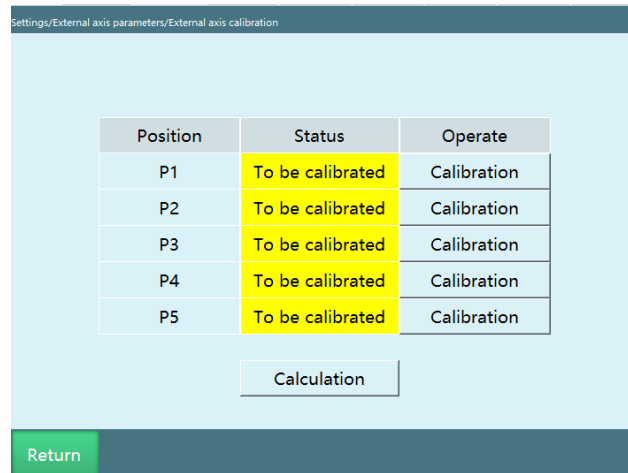 Settings/External axis parameters/External axis calibration
Position Status Operate
P1 To be calibrated Calibration
P2 To be calibrated Calibration
P3 To be calibrated Calibration
P4 To be calibrated Calibration
P5 To be calibrated Calibration
Calculation
Return